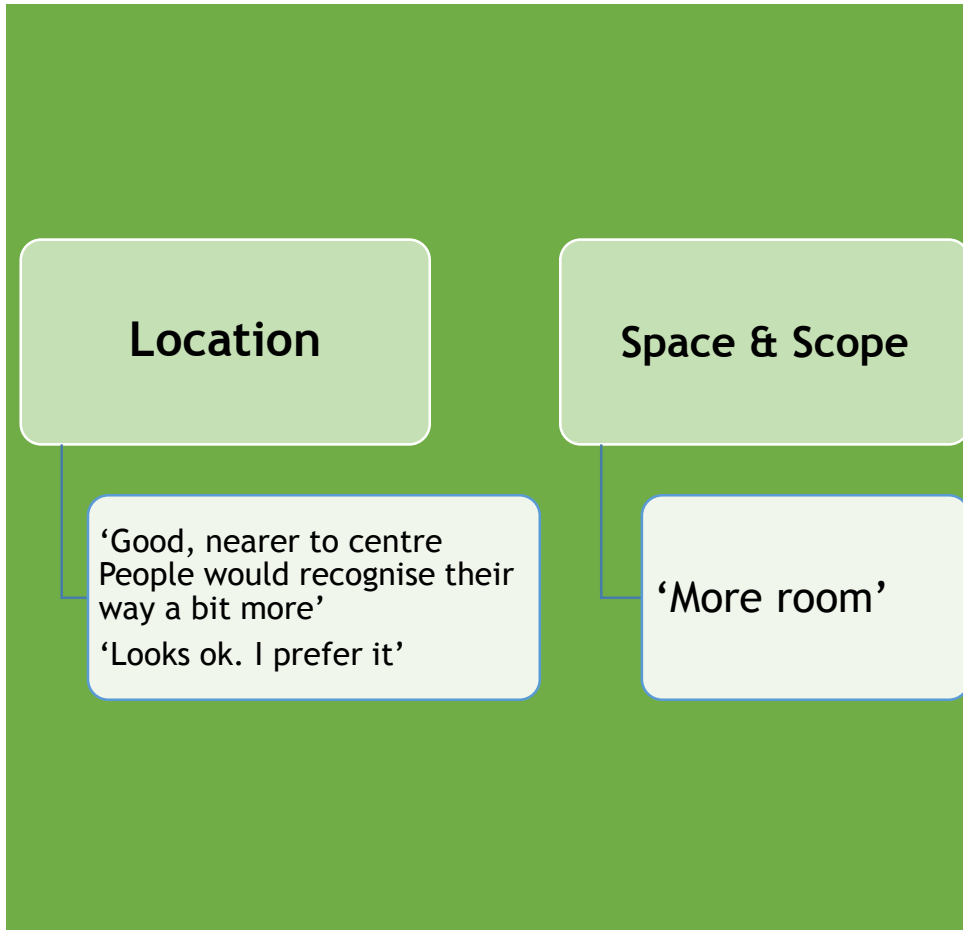 Location
‘Good, nearer to centre
People would recognise their
way a bit more’
‘Looks ok. I prefer it’
Space & Scope
‘More room’